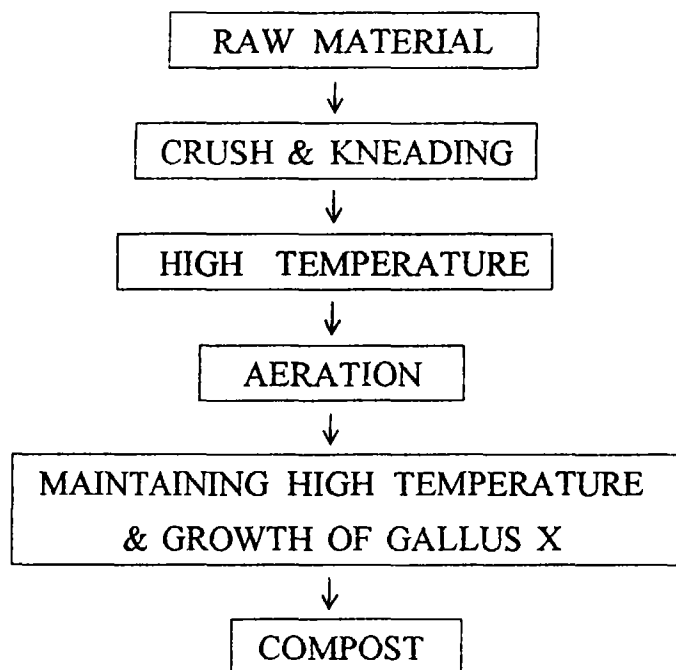 RAW MATERIAL
↓
CRUSH & KNEADING
↓
HIGH TEMPERATURE
↓
AERATION
↓
MAINTAINING HIGH TEMPERATURE
& GROWTH OF GALLUS X
↓
COMPOST